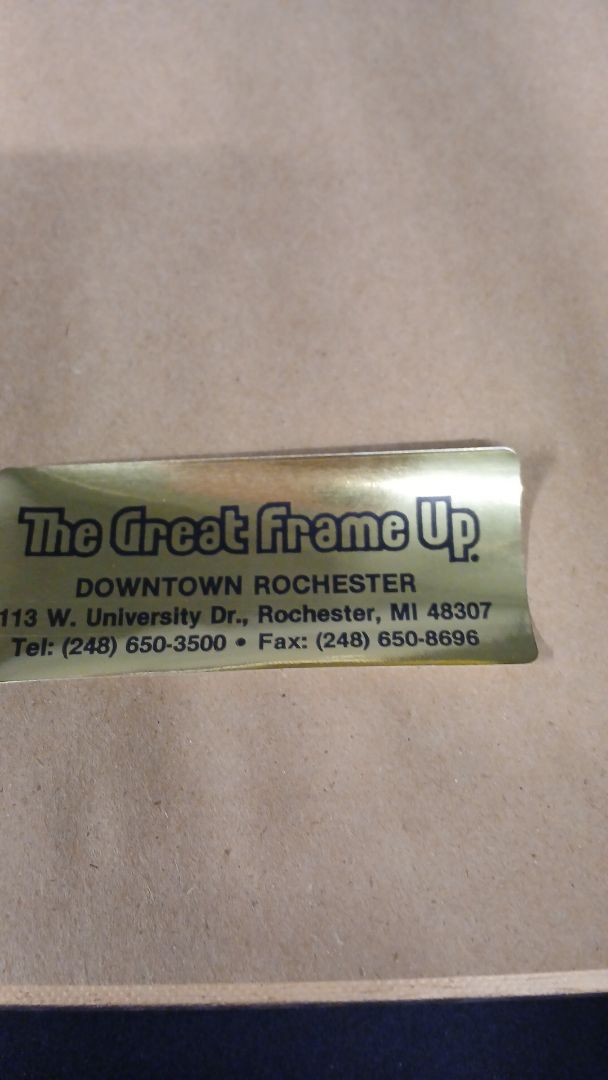 The Great Frame Up.
DOWNTOWN ROCHESTER
113 W. University Dr., Rochester, MI 48307
Tel: (248) 650-3500 • Fax: (248) 650-8696